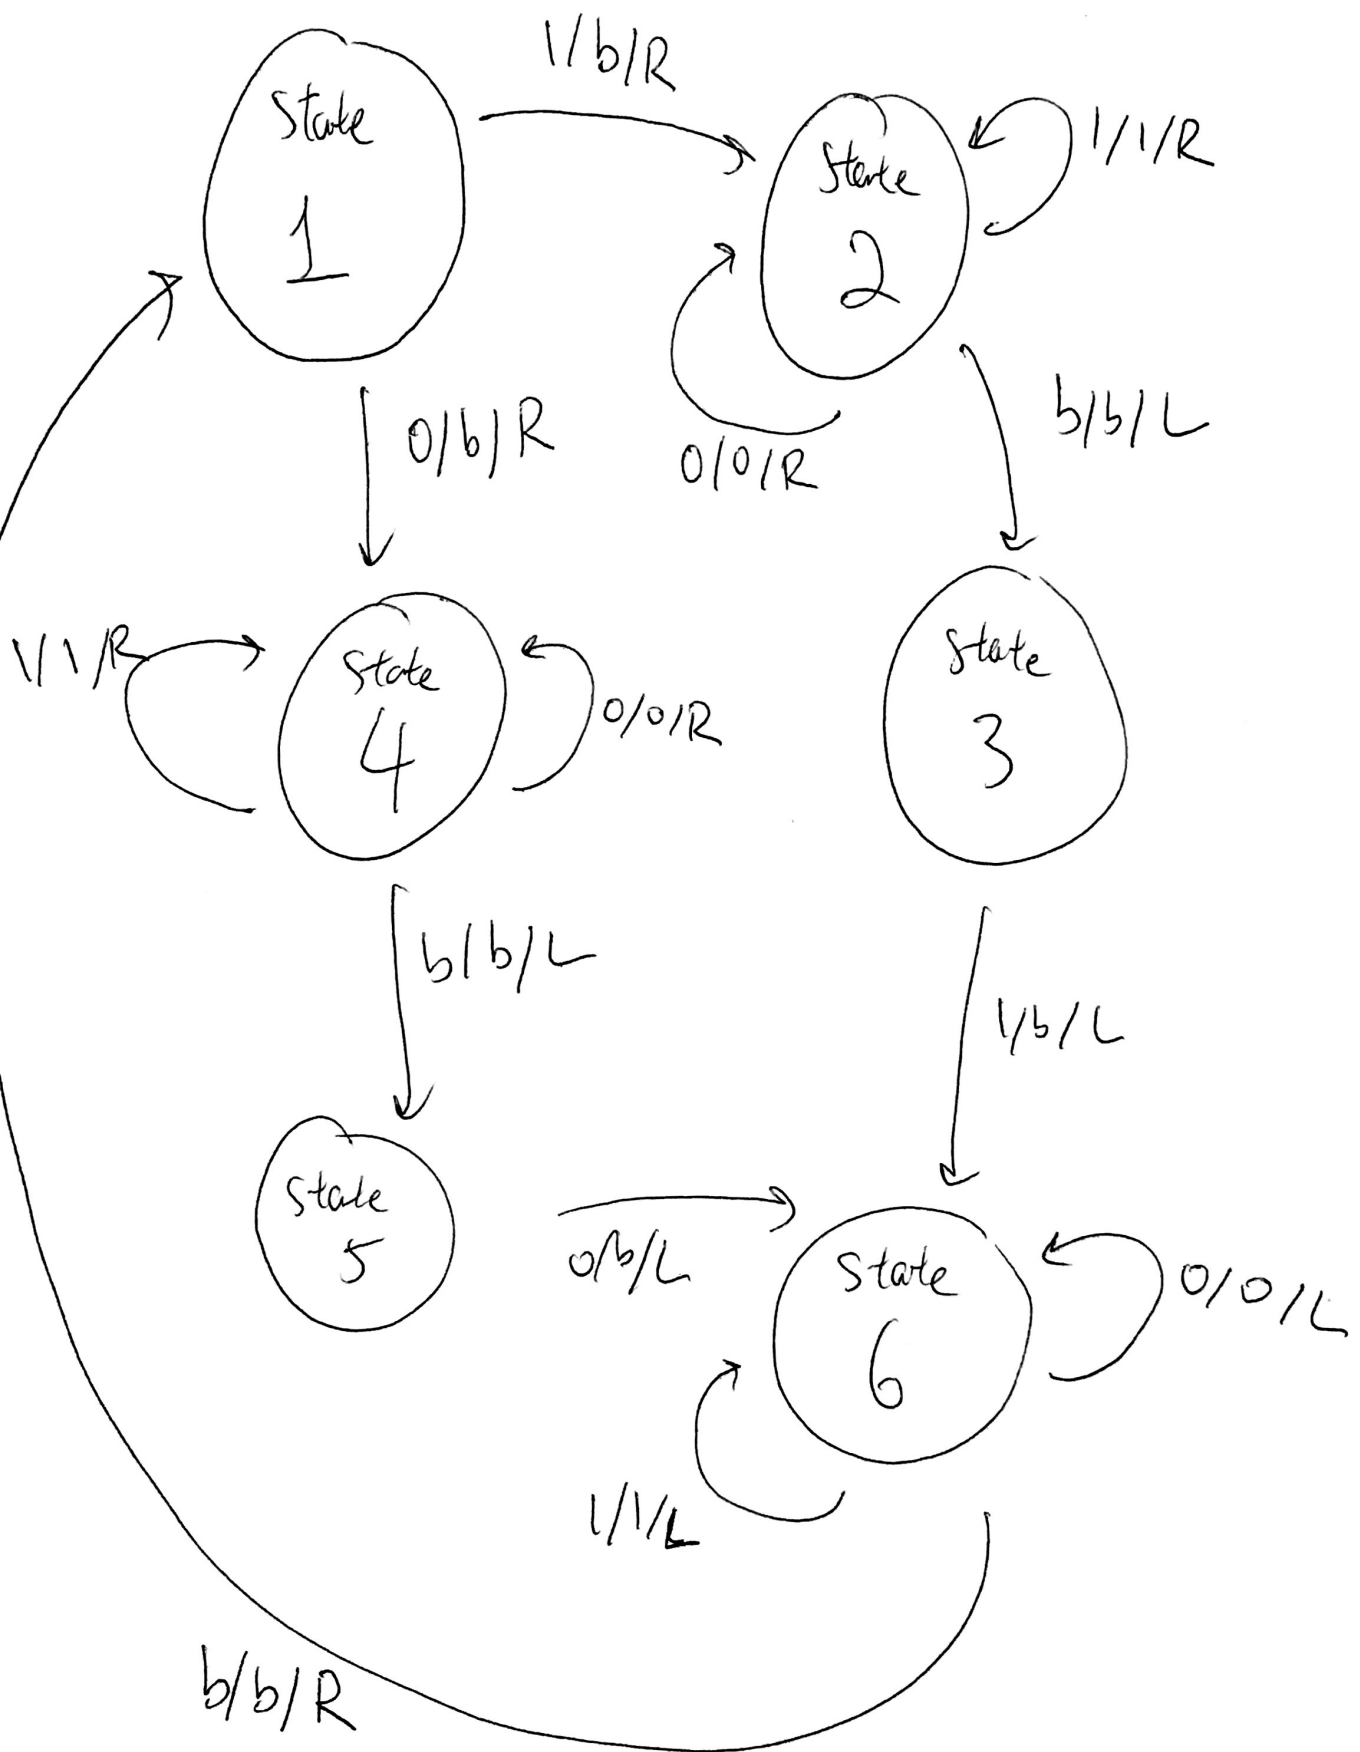 1/b/R
State
1
State
2
1/1/R
0/b/R
0/0/R
b/b/L
1/1/R
State
4
0/0/R
State
3
b/b/L
1/b/L
State
5
0/b/L
State
6
0/0/L
1/1/L
b/b/R